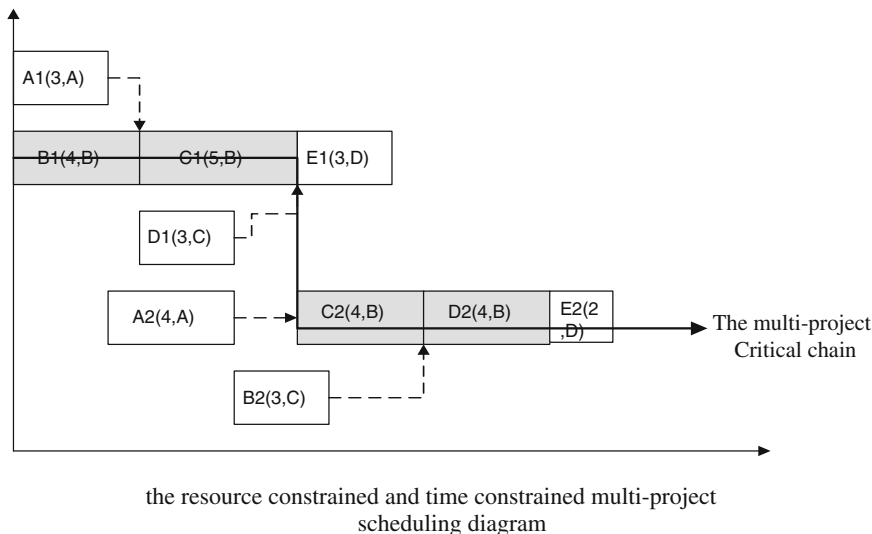 A1(3,A)
B1(4,B)
C1(5,B)
E1(3,D)
D1(3,C)
A2(4,A)
C2(4,B)
D2(4,B)
E2(2
,D)
The multi-project
Critical chain
B2(3,C)
the resource constrained and time constrained multi-project
scheduling diagram